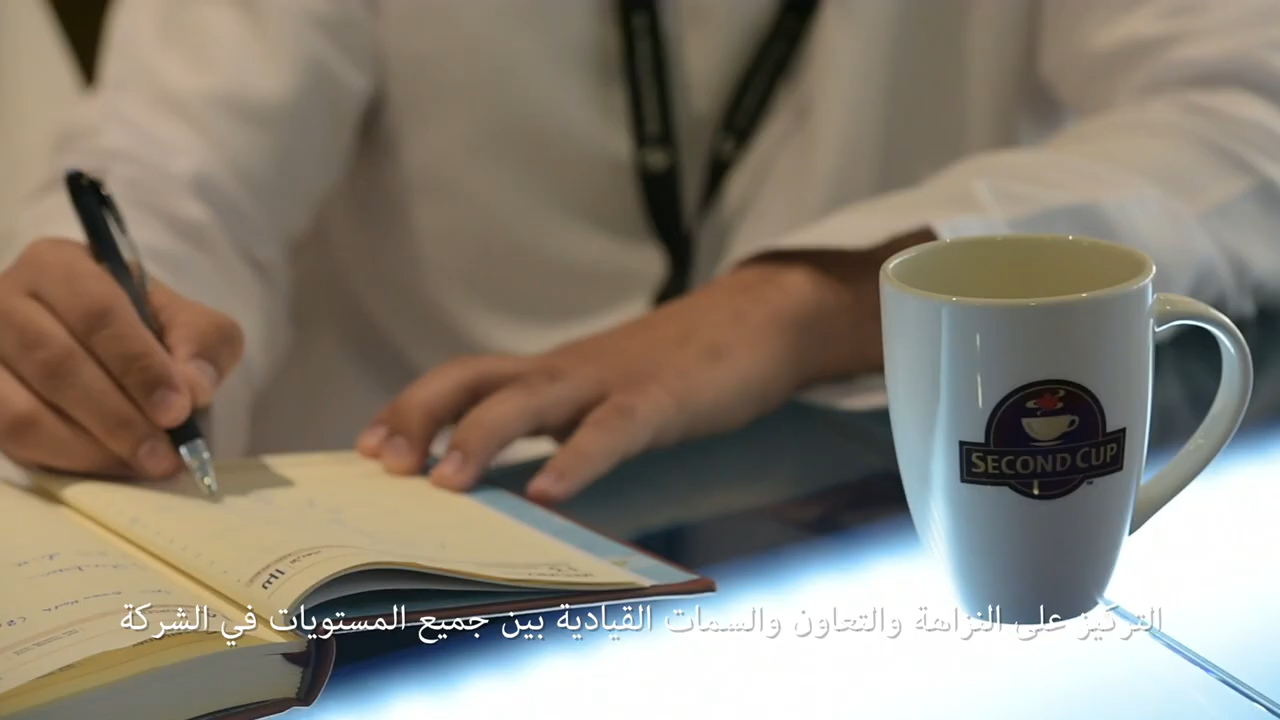 SECOND CUP
التركيز على النزاهة والتعاون والسمات القيادية بين جميع المستويات في الشركة